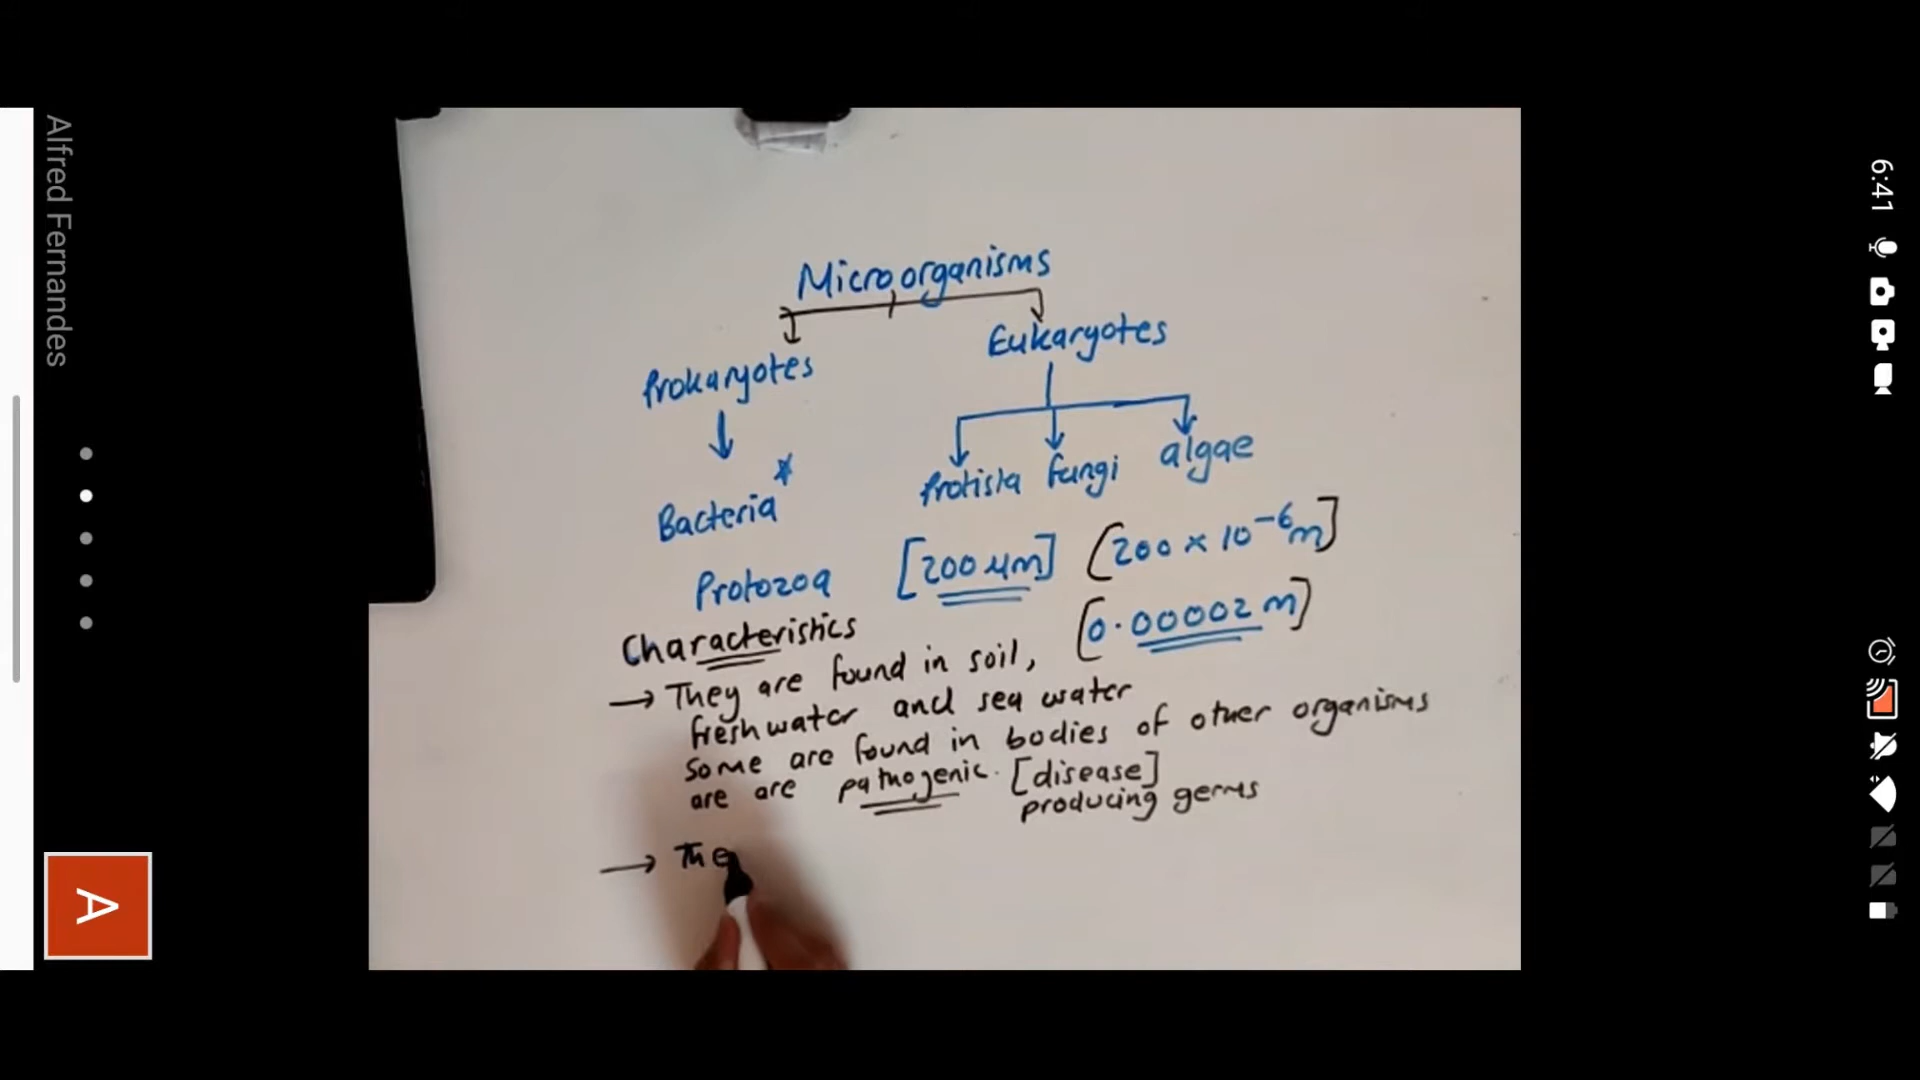 Alfred Fernandes
6:41
Microorganisms
Prokaryotes
Eukaryotes
Bacteria*
Protista fungi algae
Protozoa [200 μm] [200 × 10⁻⁶m]
[0.00002 m]
Characteristics
→ They are found in soil,
freshwater and sea water
Some are found in bodies of other organisms
are are pathogenic. [disease]
producing germs
→ The
A